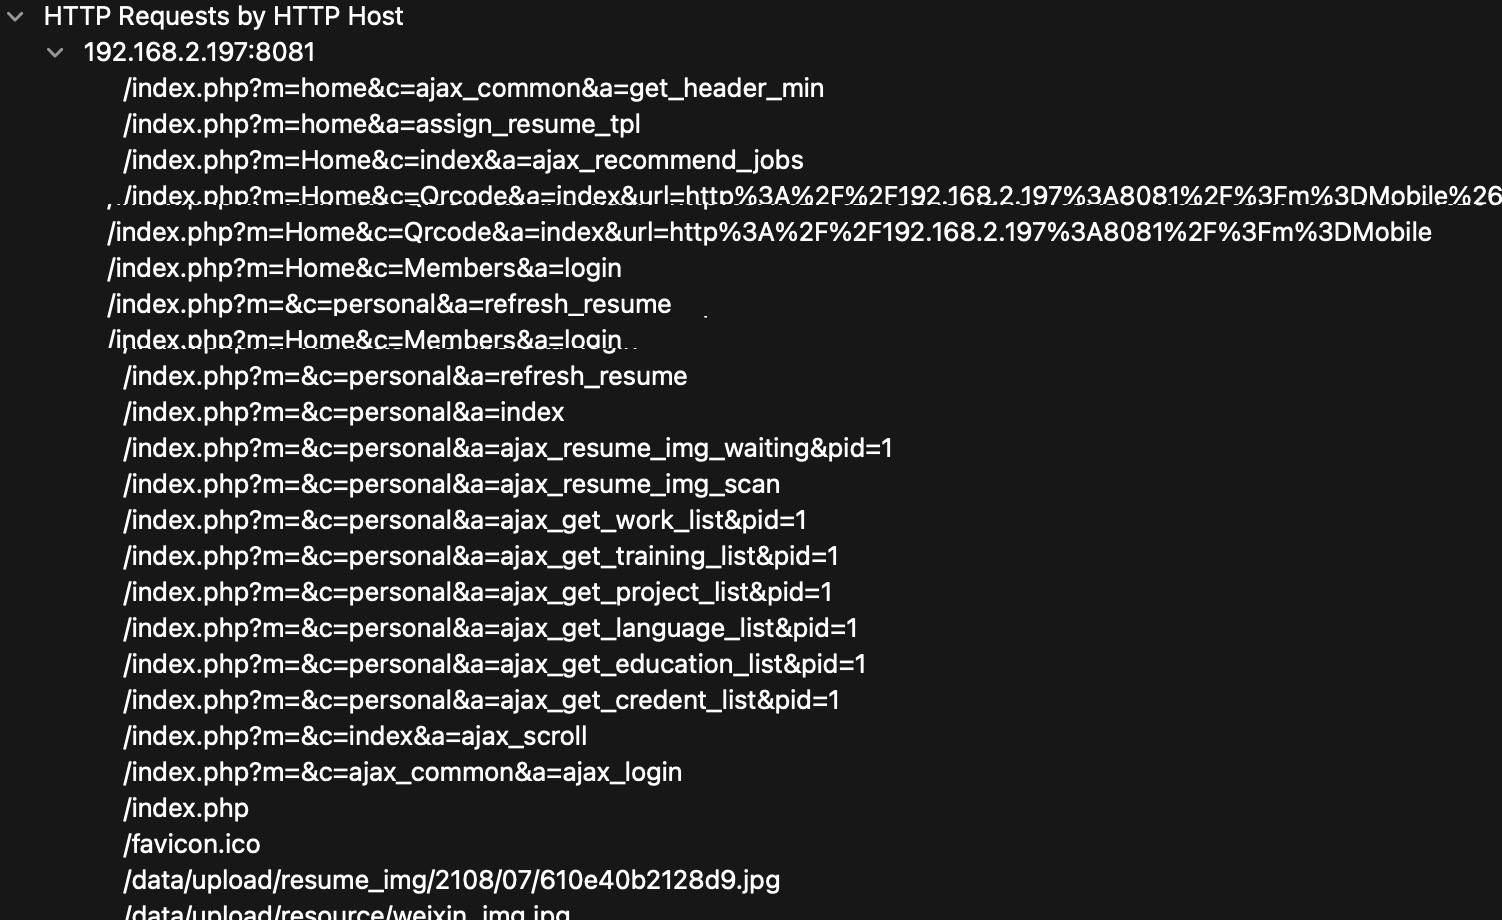 HTTP Requests by HTTP Host
192.168.2.197:8081
/index.php?m=home&c=ajax_common&a=get_header_min
/index.php?m=home&a=assign_resume_tpl
/index.php?m=Home&c=index&a=ajax_recommend_jobs
/index.php?m=Home&c=Qrcode&a=index&url=http%3A%2F%2F192.168.2.197%3A8081%2F%3Fm%3DMobile%26
/index.php?m=Home&c=Qrcode&a=index&url=http%3A%2F%2F192.168.2.197%3A8081%2F%3Fm%3DMobile
/index.php?m=Home&c=Members&a=login
/index.php?m=&c=personal&a=refresh_resume
/index.php?m=Home&c=Members&a=login
/index.php?m=&c=personal&a=refresh_resume
/index.php?m=&c=personal&a=index
/index.php?m=&c=personal&a=ajax_resume_img_waiting&pid=1
/index.php?m=&c=personal&a=ajax_resume_img_scan
/index.php?m=&c=personal&a=ajax_get_work_list&pid=1
/index.php?m=&c=personal&a=ajax_get_training_list&pid=1
/index.php?m=&c=personal&a=ajax_get_project_list&pid=1
/index.php?m=&c=personal&a=ajax_get_language_list&pid=1
/index.php?m=&c=personal&a=ajax_get_education_list&pid=1
/index.php?m=&c=personal&a=ajax_get_credent_list&pid=1
/index.php?m=&c=index&a=ajax_scroll
/index.php?m=&c=ajax_common&a=ajax_login
/index.php
/favicon.ico
/data/upload/resume_img/2108/07/610e40b2128d9.jpg
/data/upload/resource/weixin_img.jpg